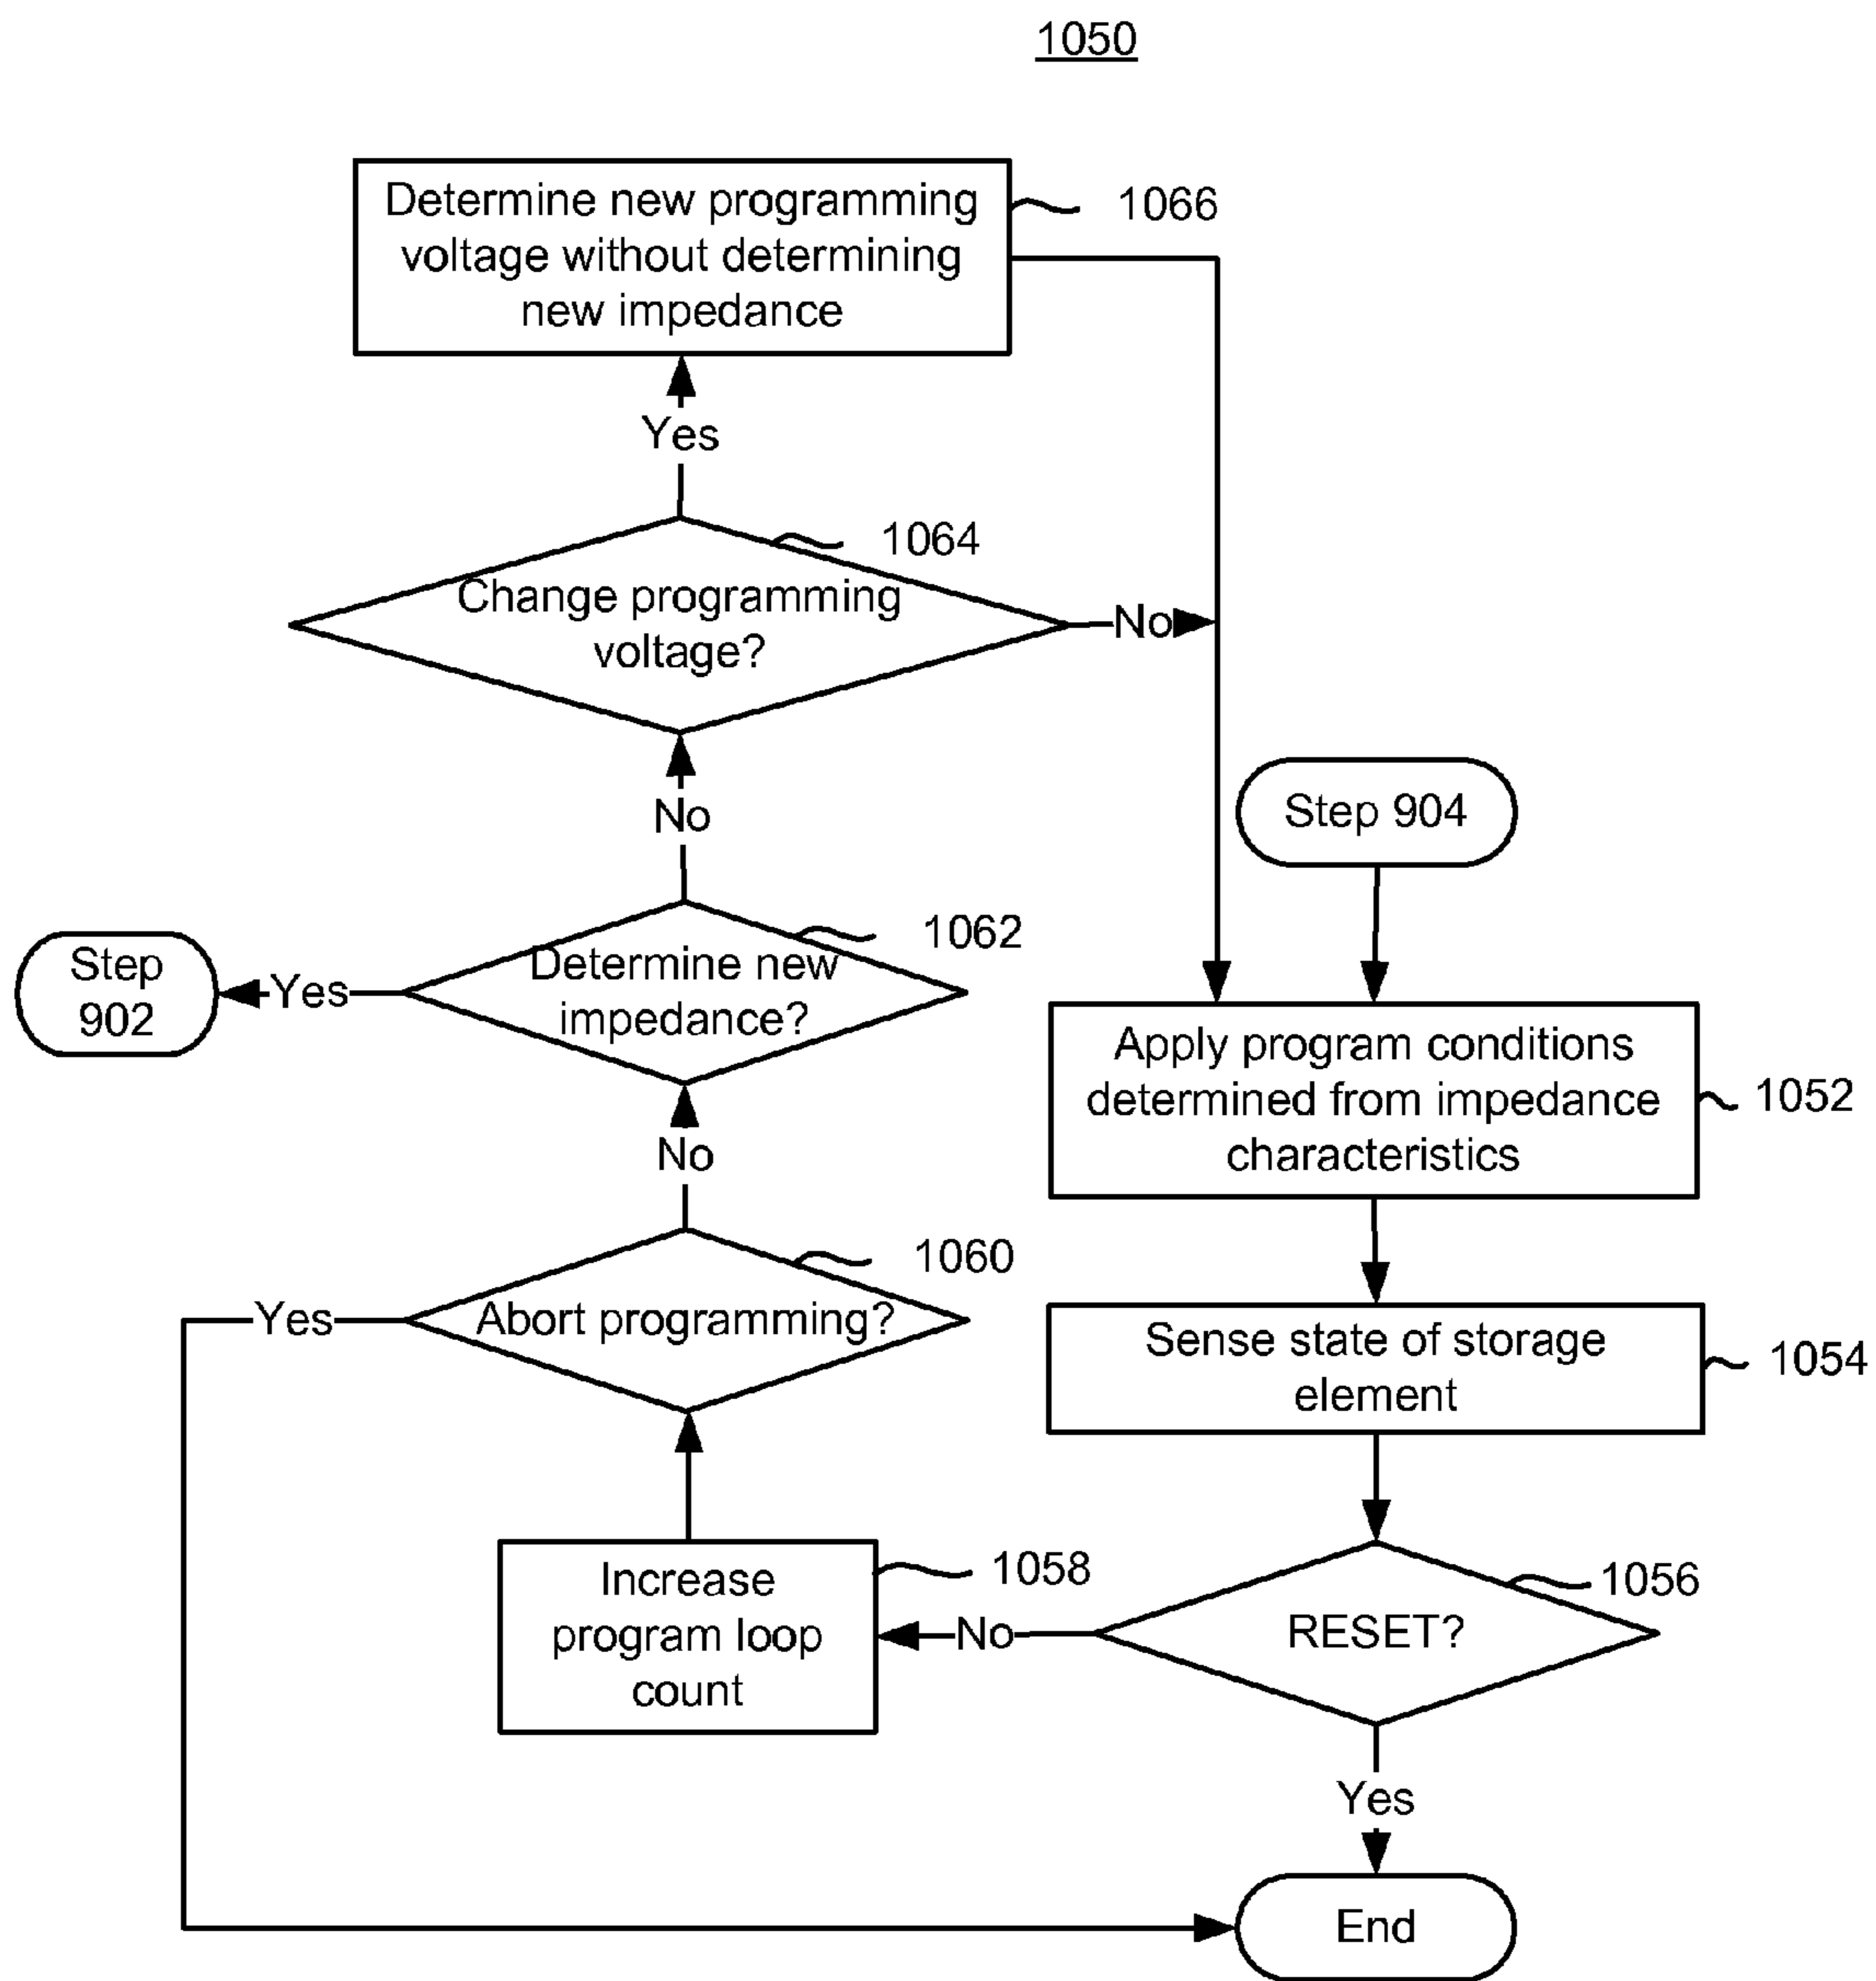 1050
Determine new programming
voltage without determining
new impedance
1066
Yes
1064
Change programming
voltage?
No
No
Step 904
1062
Determine new
impedance?
Yes
Step
902
Apply program conditions
determined from impedance
characteristics
1052
No
1060
Abort programming?
Yes
Sense state of storage
element
1054
Increase
program loop
count
1058
No
RESET?
1056
Yes
End